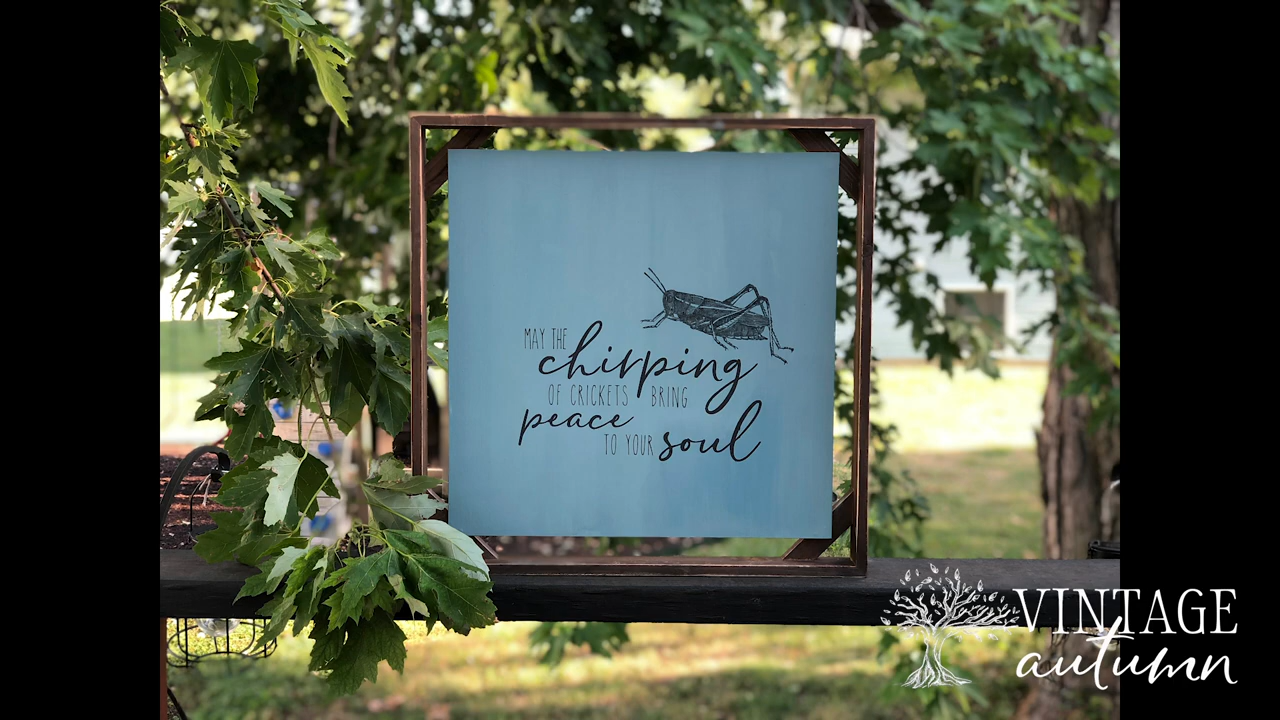 MAY THE
chirping
OF CRICKETS BRING
peace
TO YOUR soul
VINTAGE
autumn